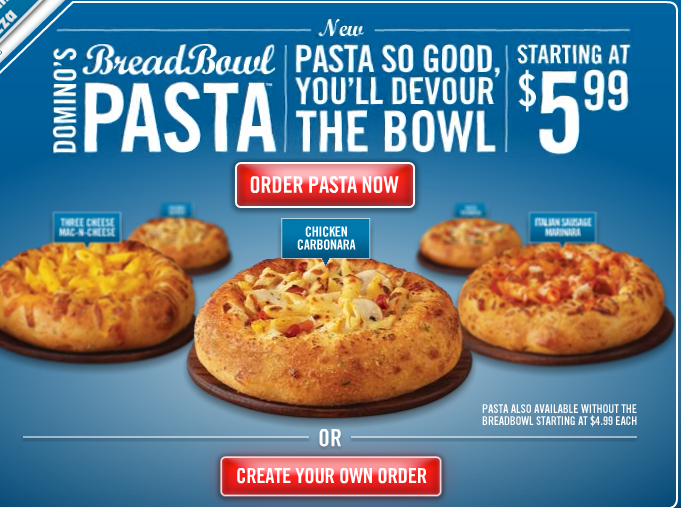 New
DOMINO'S
BreadBowl
PASTA™
PASTA SO GOOD,
YOU'LL DEVOUR
THE BOWL
STARTING AT
$5.99
ORDER PASTA NOW
THREE CHEESE
MAC-N-CHEESE
CHICKEN
CARBONARA
ITALIAN SAUSAGE
MARINARA
PASTA ALSO AVAILABLE WITHOUT THE
BREADBOWL STARTING AT $4.99 EACH
OR
CREATE YOUR OWN ORDER